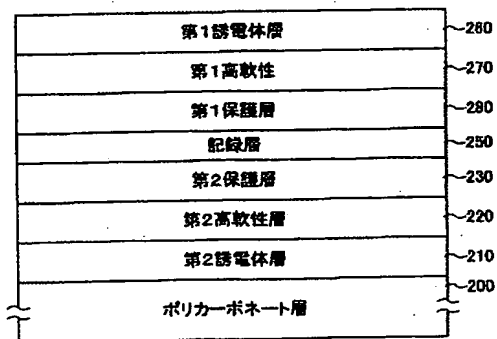 第1誘電体層 260
第1高軟性 270
第1保護層 280
記録層 250
第2保護層 230
第2高軟性層 220
第2誘電体層 210
200
ポリカーボネート層